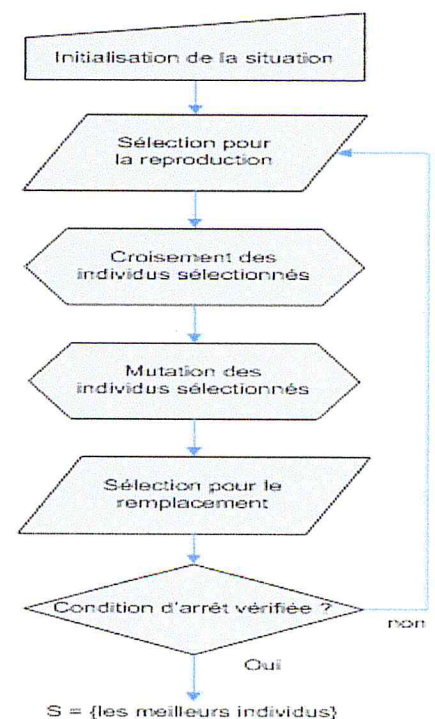 Initialisation de la situation
Sélection pour
la reproduction
Croisement des
individus sélectionnés
Mutation des
individus sélectionnés
Sélection pour le
remplacement
Condition d'arrêt vérifiée ?
non
Oui
S = {les meilleurs individus}